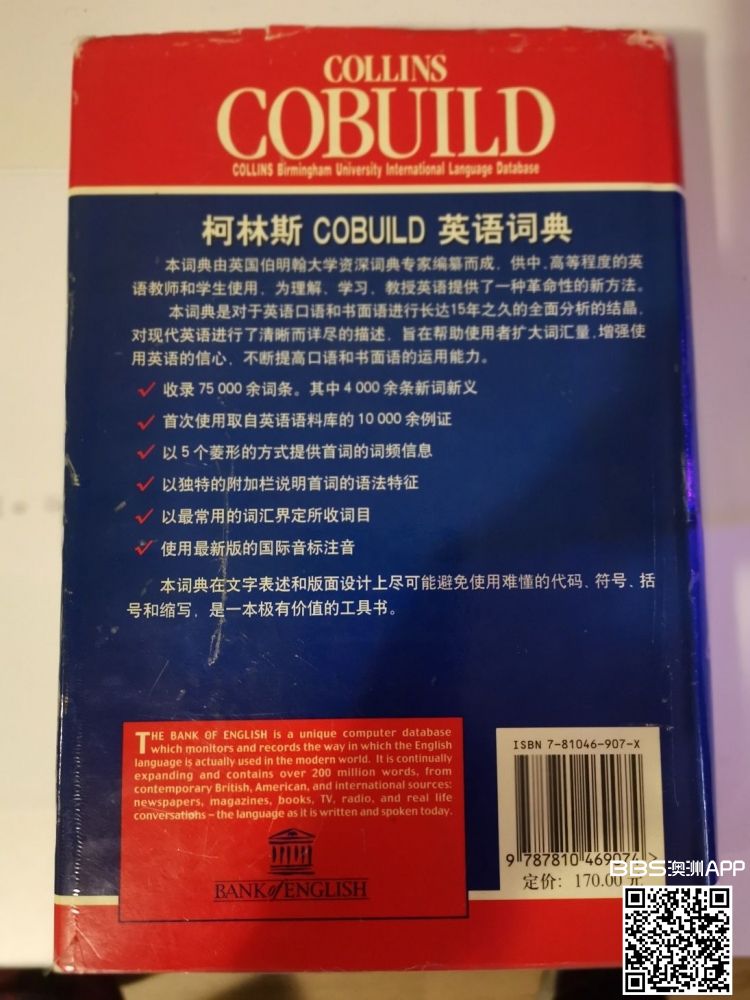 COLLINS
COBUILD
COLLINS Birmingham University International Language Database
柯林斯 COBUILD 英语词典
本词典由英国伯明翰大学资深词典专家编纂而成，供中、高等程度的英
语教师和学生使用，为理解、学习、教授英语提供了一种革命性的新方法。
本词典是对于英语口语和书面语进行长达15年之久的全面分析的结晶，
对现代英语进行了清晰而详尽的描述，旨在帮助使用者扩大词汇量，增强使
用英语的信心，不断提高口语和书面语的运用能力。
收录 75 000 余词条。其中 4 000 余条新词新义
首次使用取自英语语料库的 10 000 余例证
以 5 个菱形的方式提供首词的词频信息
以独特的附加栏说明首词的语法特征
以最常用的词汇界定所收词目
使用最新版的国际音标注音
本词典在文字表述和版面设计上尽可能避免使用难懂的代码、符号、括
号和缩写，是一本极有价值的工具书。
THE BANK OF ENGLISH is a unique computer database
which monitors and records the way in which the English
language is actually used in the modern world. It is continually
expanding and contains over 200 million words, from
contemporary British, American, and international sources:
newspapers, magazines, books, TV, radio, and real life
conversations – the language as it is written and spoken today.
BANK of ENGLISH
ISBN 7-81046-907-X
9 787810 469074 >
定价：170.00 元
BBS澳洲APP